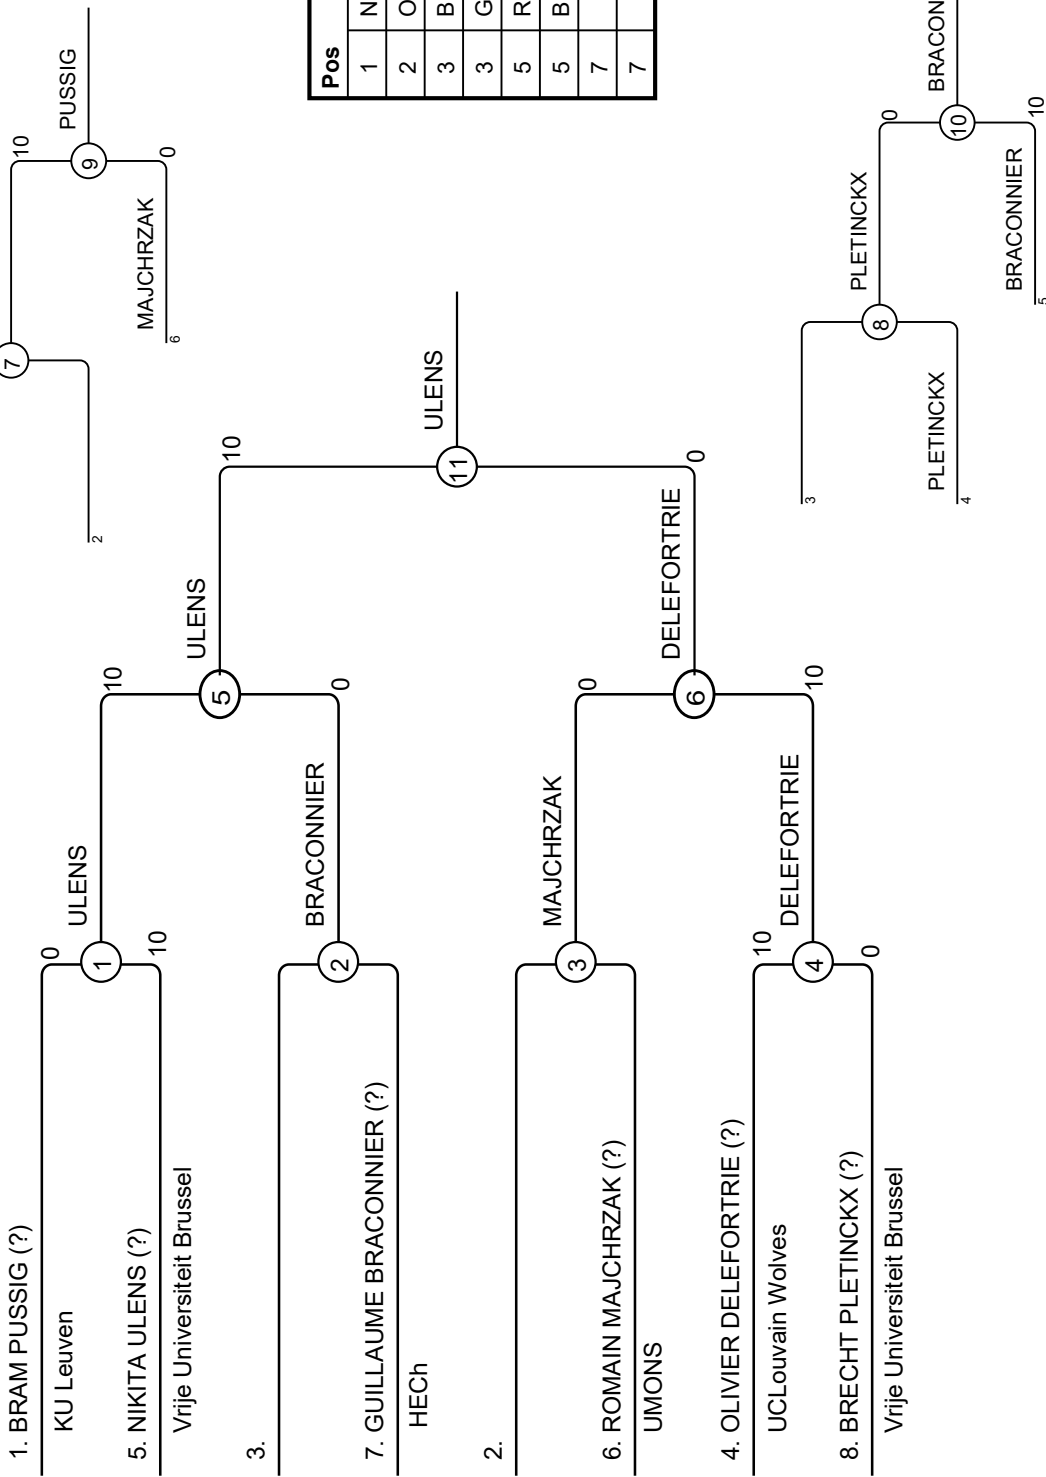 1. BRAM PUSSIG (?)
KU Leuven
5. NIKITA ULENS (?)
Vrije Universiteit Brussel
3.
7. GUILLAUME BRACONNIER (?)
HECh
2.
6. ROMAIN MAJCHRZAK (?)
UMONS
4. OLIVIER DELEFORTRIE (?)
UCLouvain Wolves
8. BRECHT PLETINCKX (?)
Vrije Universiteit Brussel
0
1
10
ULENS
2
BRACONNIER
3
MAJCHRZAK
10
4
0
DELEFORTRIE
10
5
0
ULENS
0
6
10
DELEFORTRIE
10
11
0
ULENS
2
7
10
MAJCHRZAK
6
9
0
PUSSIG
3
PLETINCKX
4
8
PLETINCKX
0
BRACONNIER
5
10
10
BRACON
Pos
1 N
2 O
3 B
3 G
5 R
5 B
7
7